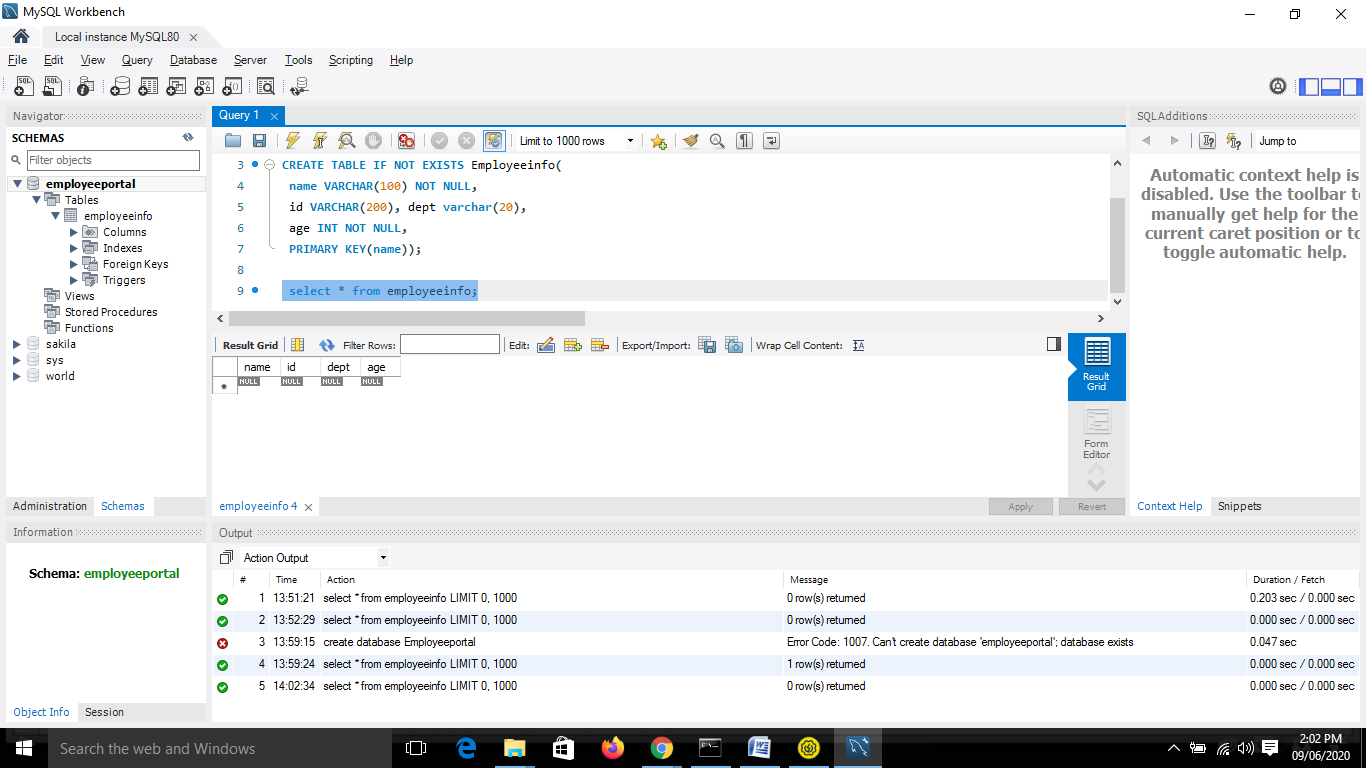 MySQL Workbench
Local instance MySQL80
File Edit View Query Database Server Tools Scripting Help
Navigator
SCHEMAS
Filter objects
employeeportal
Tables
employeeinfo
Columns
Indexes
Foreign Keys
Triggers
Views
Stored Procedures
Functions
sakila
sys
world
Administration Schemas
Information
Schema: employeeportal
Object Info Session
Query 1
Limit to 1000 rows
3 CREATE TABLE IF NOT EXISTS Employeeinfo(
4 name VARCHAR(100) NOT NULL,
5 id VARCHAR(200), dept varchar(20),
6 age INT NOT NULL,
7 PRIMARY KEY(name));
8
9 select * from employeeinfo;
Result Grid Filter Rows: Edit: Export/Import: Wrap Cell Content:
name id dept age
NULL NULL NULL NULL
Result
Grid
Form
Editor
employeeinfo 4
Apply Revert
SQLAdditions
Jump to
Automatic context help is
disabled. Use the toolbar to
manually get help for the
current caret position or to
toggle automatic help.
Context Help Snippets
Output
Action Output
# Time Action Message Duration / Fetch
1 13:51:21 select * from employeeinfo LIMIT 0, 1000 0 row(s) returned 0.203 sec / 0.000 sec
2 13:52:29 select * from employeeinfo LIMIT 0, 1000 0 row(s) returned 0.000 sec / 0.000 sec
3 13:59:15 create database Employeeportal Error Code: 1007. Can't create database 'employeeportal'; database exists 0.047 sec
4 13:59:24 select * from employeeinfo LIMIT 0, 1000 1 row(s) returned 0.000 sec / 0.000 sec
5 14:02:34 select * from employeeinfo LIMIT 0, 1000 0 row(s) returned 0.000 sec / 0.000 sec
Search the web and Windows
2:02 PM
09/06/2020